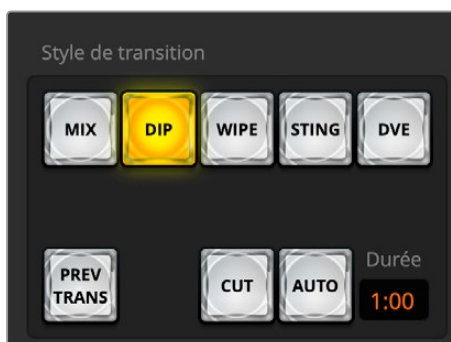 Style de transition
MIX DIP WIPE STING DVE
Durée
PREV
TRANS
CUT AUTO 1:00